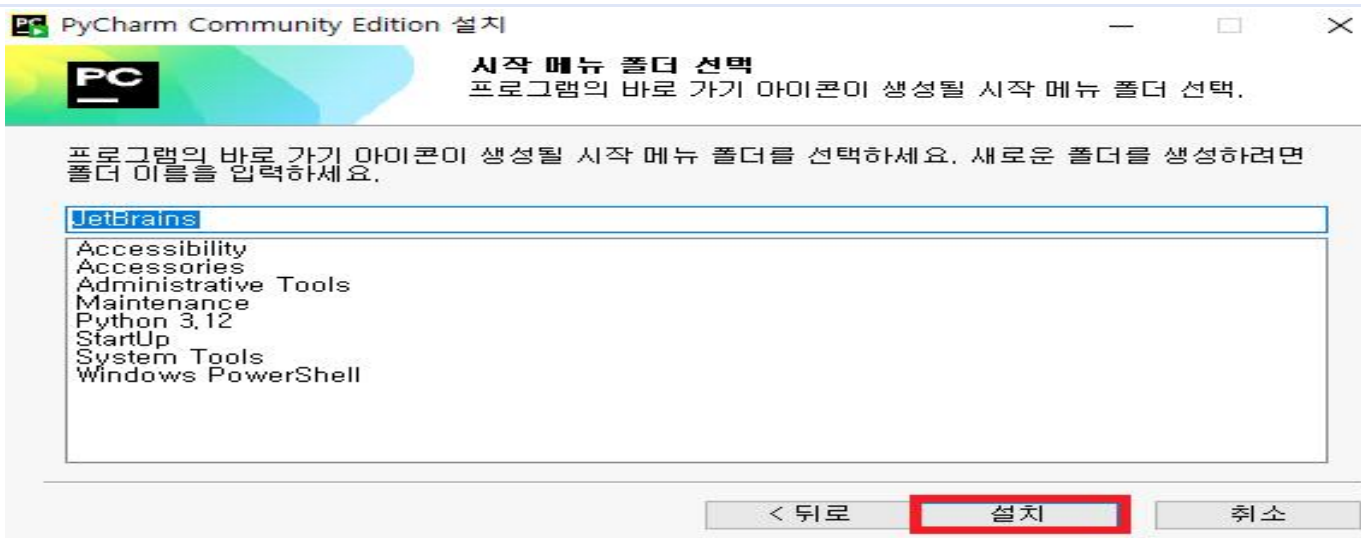 PyCharm Community Edition 설치
PC
시작 메뉴 폴더 선택
프로그램의 바로 가기 아이콘이 생성될 시작 메뉴 폴더 선택.
프로그램의 바로 가기 아이콘이 생성될 시작 메뉴 폴더를 선택하세요. 새로운 폴더를 생성하려면
폴더 이름을 입력하세요.
JetBrains
Accessibility
Accessories
Administrative Tools
Maintenance
Python 3.12
StartUp
System Tools
Windows PowerShell
< 뒤로 설치 취소